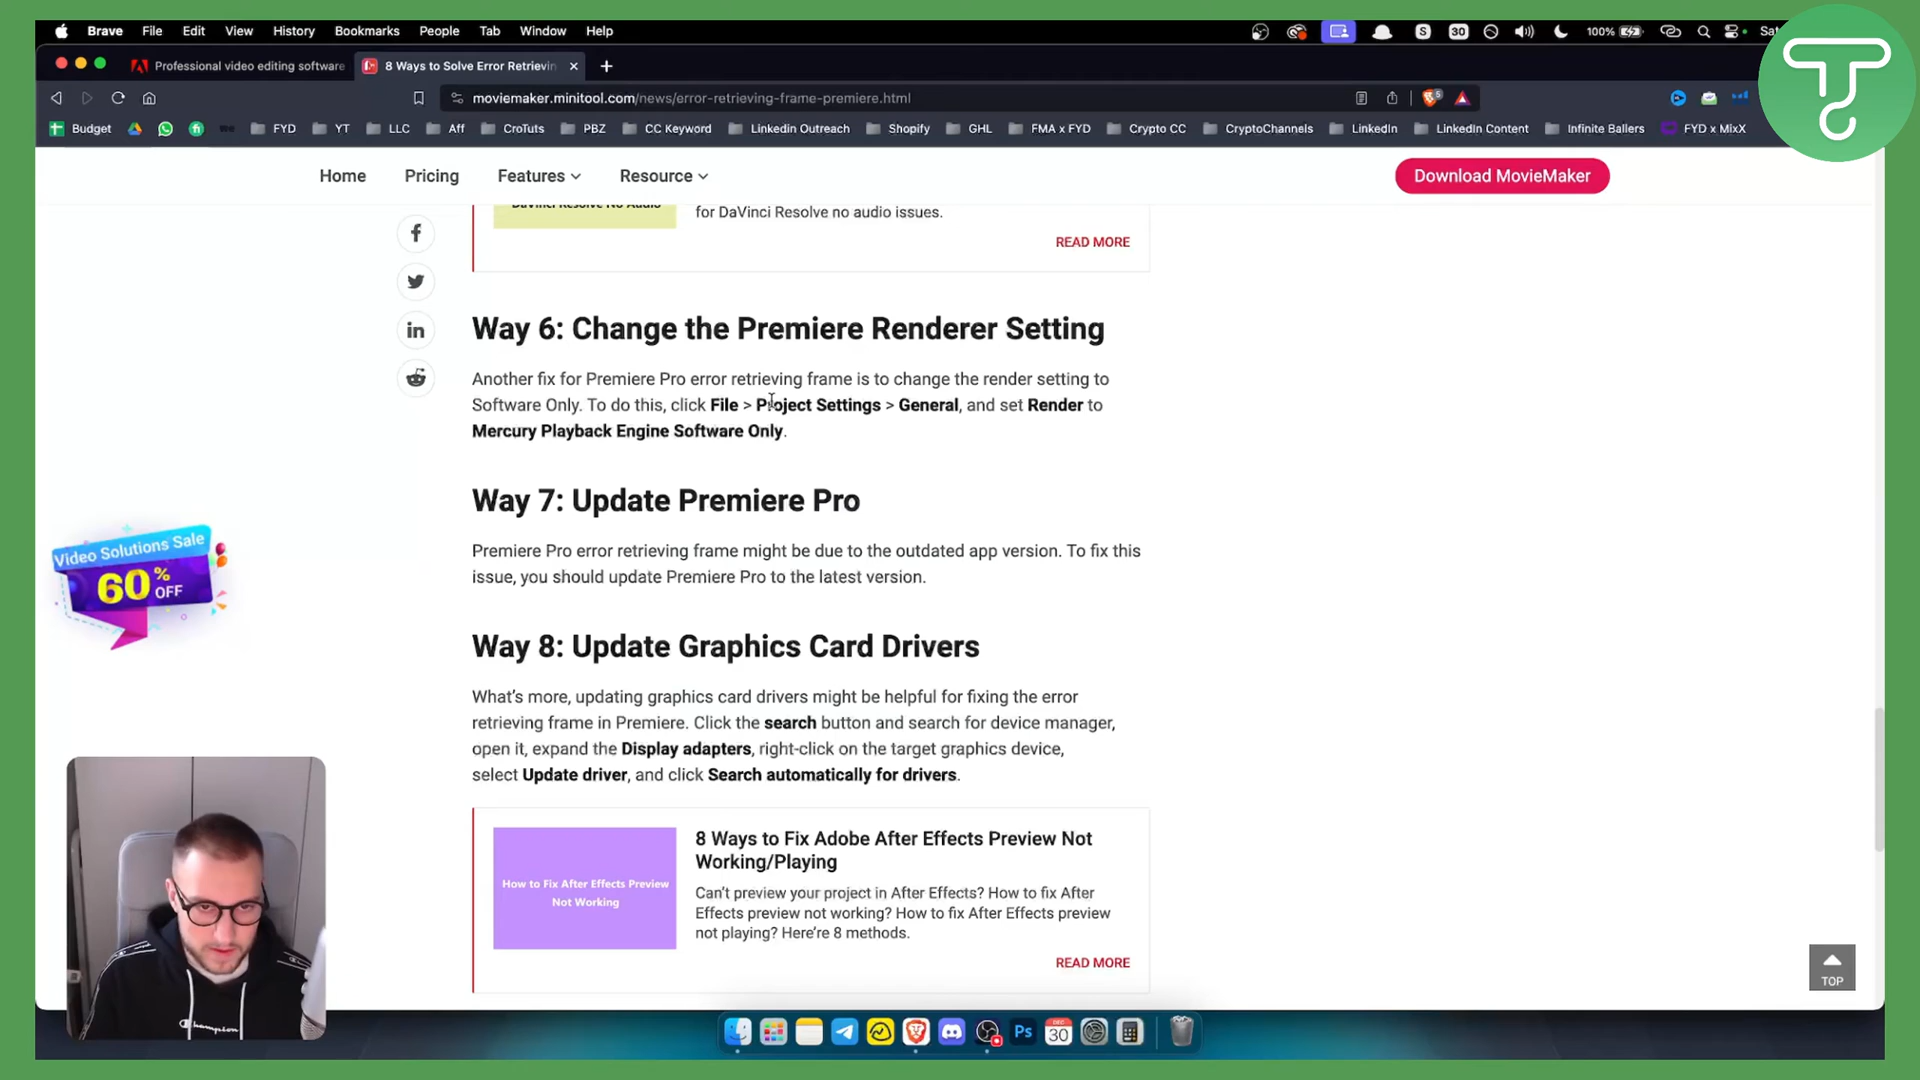 Brave File Edit View History Bookmarks People Tab Window Help
S 30 100% Sat
Professional video editing software
8 Ways to Solve Error Retrievin
moviemaker.minitool.com/news/error-retrieving-frame-premiere.html
Budget FYD YT LLC Aff CroTuts PBZ CC Keyword Linkedin Outreach Shopify GHL FMA x FYD Crypto CC CryptoChannels LinkedIn LinkedIn Content Infinite Ballers FYD x MixX
Home Pricing Features Resource
Download MovieMaker
for DaVinci Resolve no audio issues.
READ MORE
Way 6: Change the Premiere Renderer Setting
Another fix for Premiere Pro error retrieving frame is to change the render setting to
Software Only. To do this, click File > Project Settings > General, and set Render to
Mercury Playback Engine Software Only.
Way 7: Update Premiere Pro
Premiere Pro error retrieving frame might be due to the outdated app version. To fix this
issue, you should update Premiere Pro to the latest version.
Video Solutions Sale
60% OFF
Way 8: Update Graphics Card Drivers
What's more, updating graphics card drivers might be helpful for fixing the error
retrieving frame in Premiere. Click the search button and search for device manager,
open it, expand the Display adapters, right-click on the target graphics device,
select Update driver, and click Search automatically for drivers.
How to Fix After Effects Preview
Not Working
8 Ways to Fix Adobe After Effects Preview Not
Working/Playing
Can't preview your project in After Effects? How to fix After
Effects preview not working? How to fix After Effects preview
not playing? Here're 8 methods.
READ MORE
TOP
Champion
Ps
DEC
30